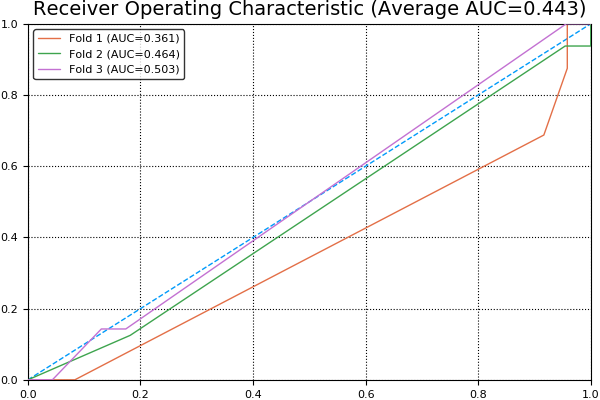 Receiver Operating Characteristic (Average AUC=0.443)
1.0
Fold 1 (AUC=0.361)
Fold 2 (AUC=0.464)
Fold 3 (AUC=0.503)
0.8
0.6
0.4
0.2
0.0
0.0 0.2 0.4 0.6 0.8 1.0